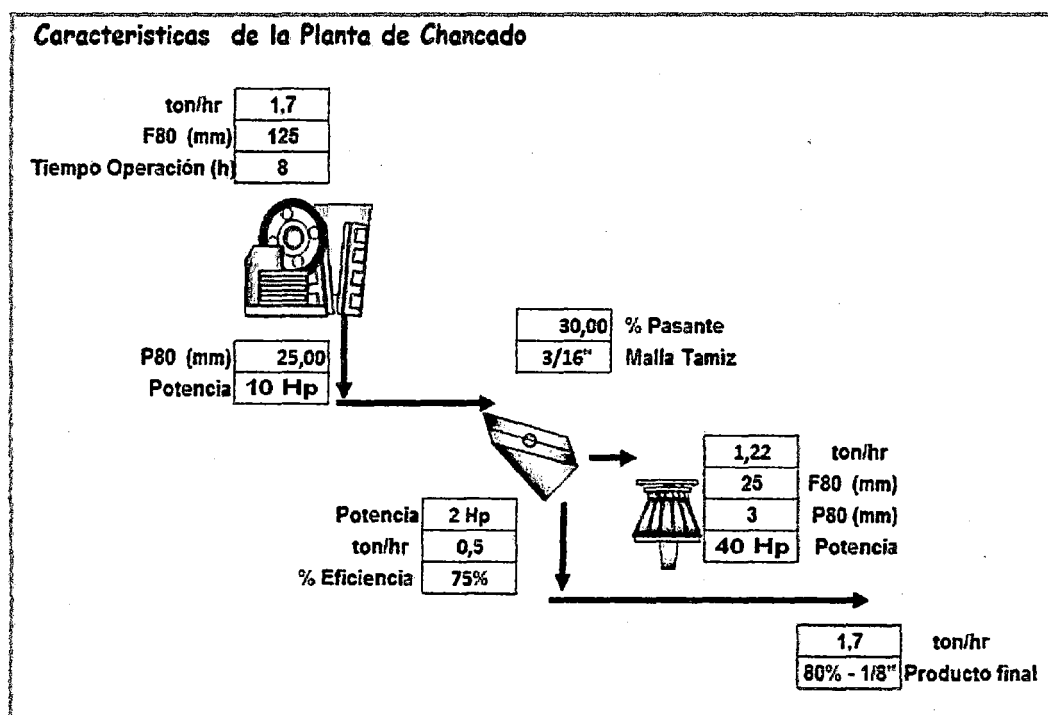 Caracteristicas de la Planta de Chancado
ton/hr 1,7
F80 (mm) 125
Tiempo Operación (h) 8
30,00 % Pasante
3/16" Malla Tamiz
P80 (mm) 25,00
Potencia 10 Hp
1,22 ton/hr
25 F80 (mm)
3 P80 (mm)
40 Hp Potencia
Potencia 2 Hp
ton/hr 0,5
% Eficiencia 75%
1,7 ton/hr
80% - 1/8" Producto final